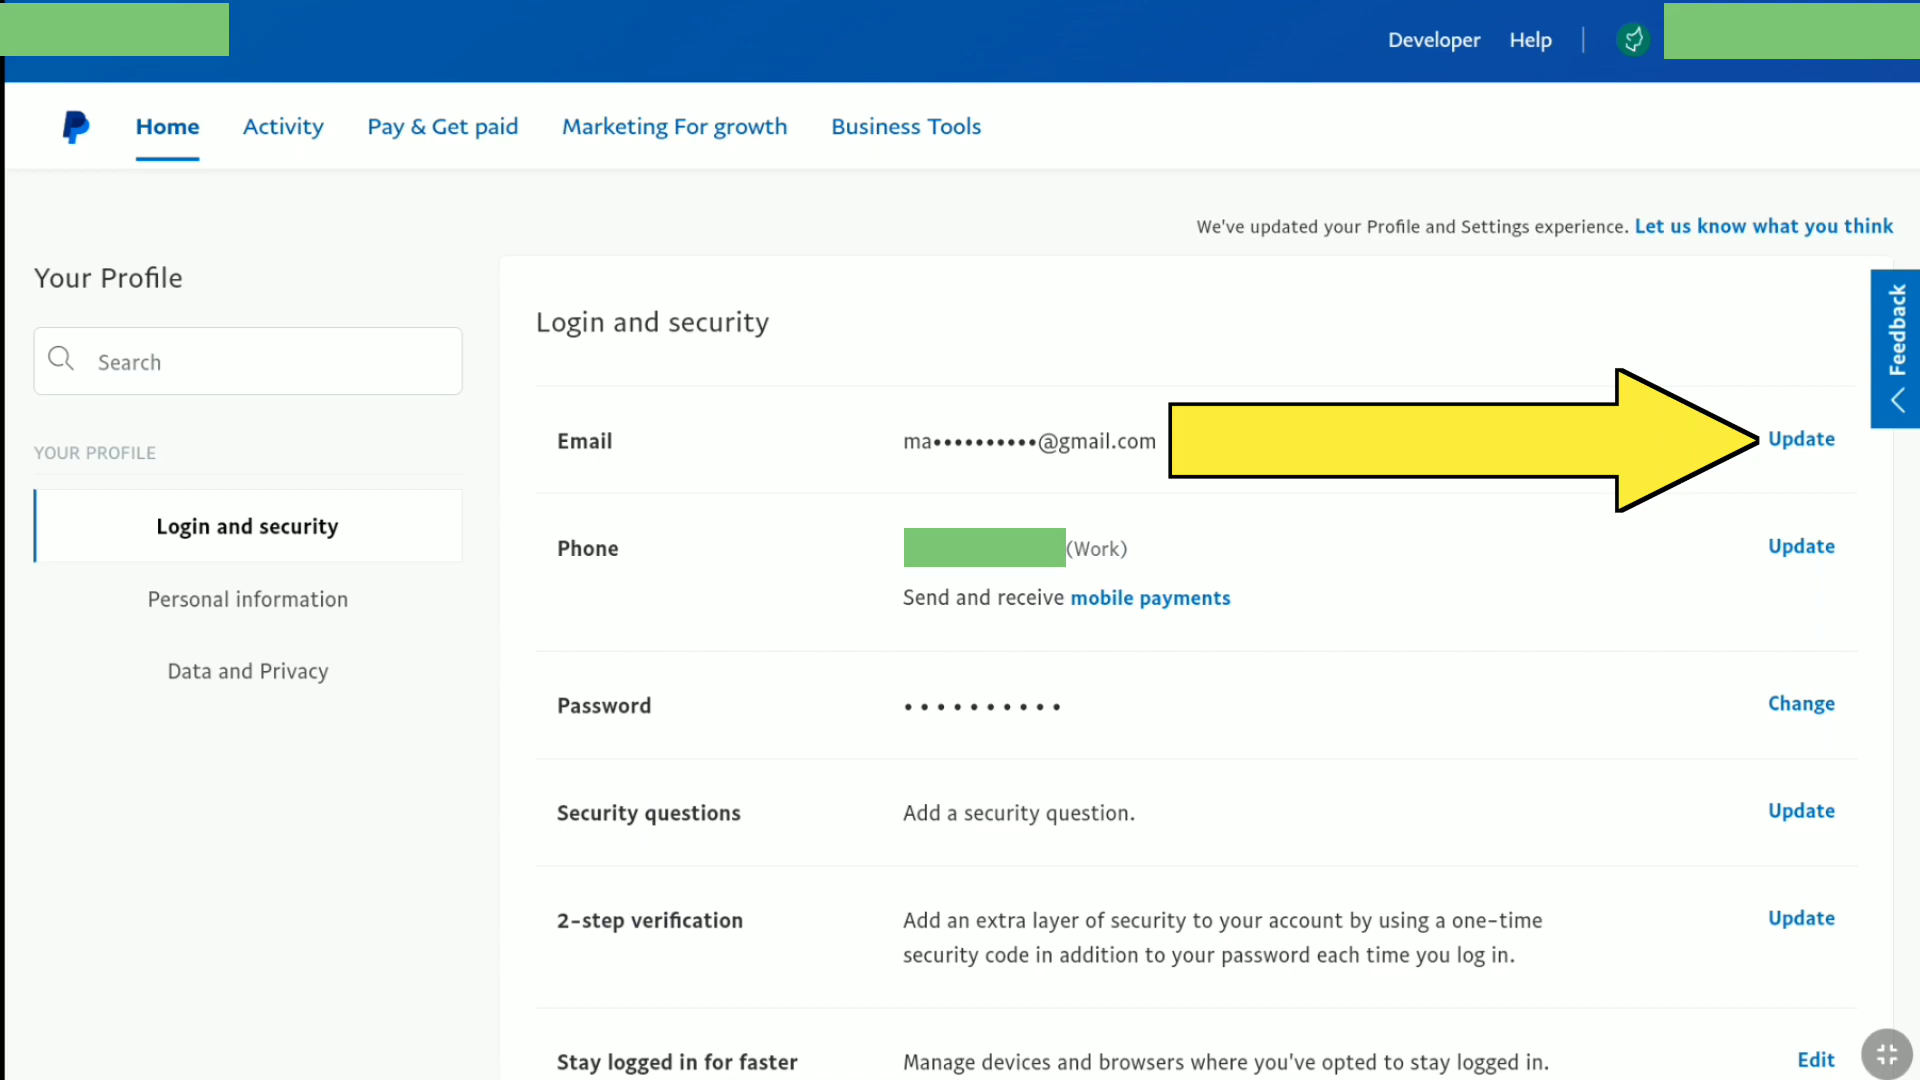 Developer Help
Home Activity Pay & Get paid Marketing For growth Business Tools
We've updated your Profile and Settings experience. Let us know what you think
Your Profile
Search
YOUR PROFILE
Login and security
Personal information
Data and Privacy
Login and security
Email ma••••••••••@gmail.com Update
Phone (Work) Update
Send and receive mobile payments
Password •••••••••• Change
Security questions Add a security question. Update
2-step verification Add an extra layer of security to your account by using a one-time Update
security code in addition to your password each time you log in.
Stay logged in for faster Manage devices and browsers where you've opted to stay logged in. Edit
Feedback